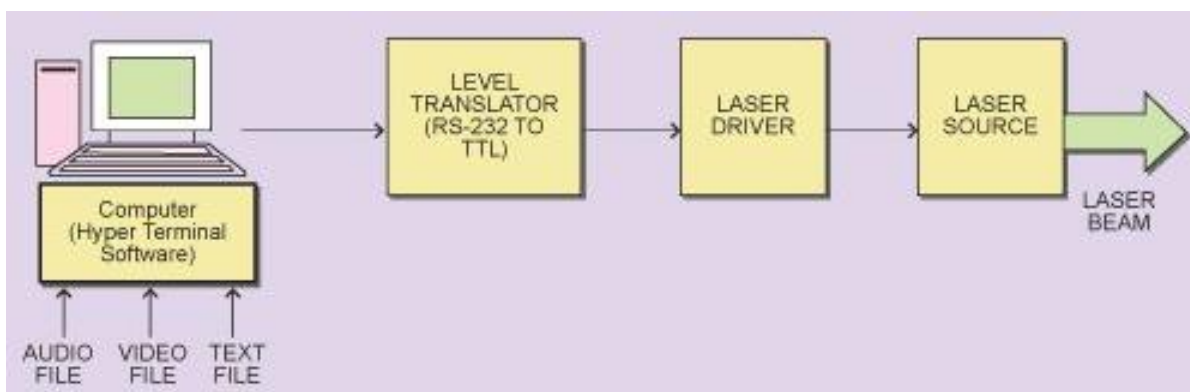 LEVEL
TRANSLATOR
(RS-232 TO
TTL)
LASER
DRIVER
LASER
SOURCE
LASER
BEAM
Computer
(Hyper Terminal
Software)
AUDIO
FILE
VIDEO
FILE
TEXT
FILE